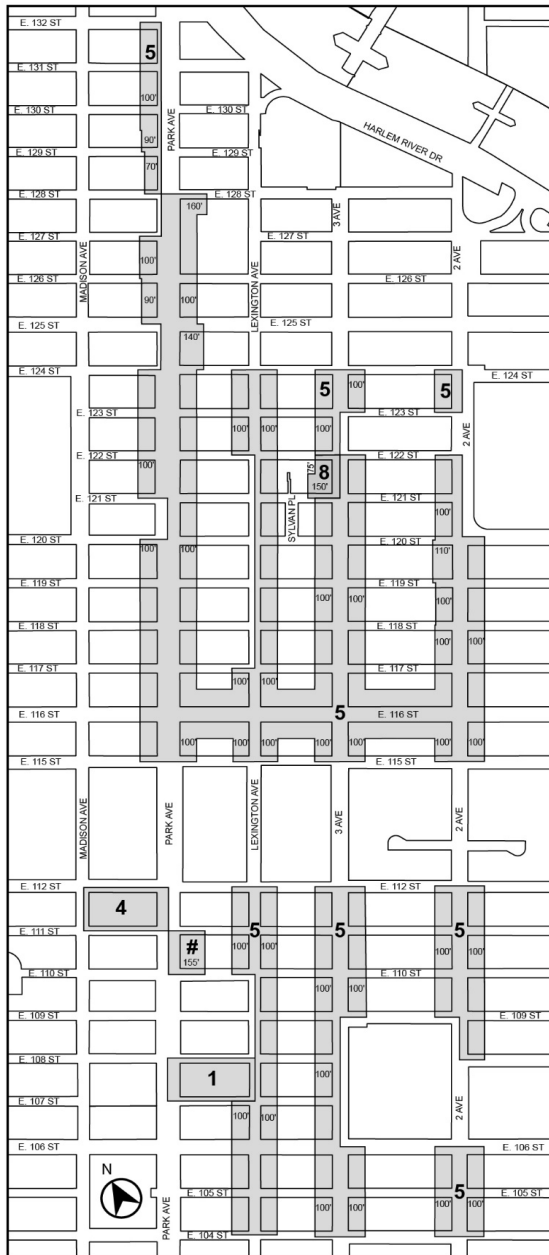 E. 132 ST
5
E. 131 ST
100'
E. 130 ST
PARK AVE
E. 130 ST
HARLEM RIVER DR
90'
E. 129 ST
E. 129 ST
70'
E. 128 ST
E. 128 ST
160'
3 AVE
E. 127 ST
E. 127 ST
2 AVE
MADISON AVE
100'
LEXINGTON AVE
E. 126 ST
E. 126 ST
90'
100'
E. 125 ST
E. 125 ST
140'
E. 124 ST
E. 124 ST
5
100'
5
E. 123 ST
E. 123 ST
100'
100'
2 AVE
E. 122 ST
E. 122 ST
100'
75'
8
150'
E. 121 ST
E. 121 ST
SYLVAN PL
100'
E. 120 ST
E. 120 ST
100'
100'
110'
E. 119 ST
E. 119 ST
100'
100'
100'
E. 118 ST
E. 118 ST
100'
100'
E. 117 ST
E. 117 ST
100'
100'
E. 116 ST
5
E. 116 ST
100'
100'
100'
100'
100'
100'
100'
E. 115 ST
E. 115 ST
MADISON AVE
PARK AVE
LEXINGTON AVE
3 AVE
2 AVE
E. 112 ST
E. 112 ST
4
E. 111 ST
5
5
5
E. 111 ST
#
155'
100'
100'
100'
100'
100'
100'
E. 110 ST
E. 110 ST
100'
100'
E. 109 ST
E. 109 ST
E. 108 ST
1
100'
E. 107 ST
100'
100'
2 AVE
E. 106 ST
E. 106 ST
N
E. 105 ST
5
E. 105 ST
100'
100'
100'
100'
100'
100'
PARK AVE
E. 104 ST